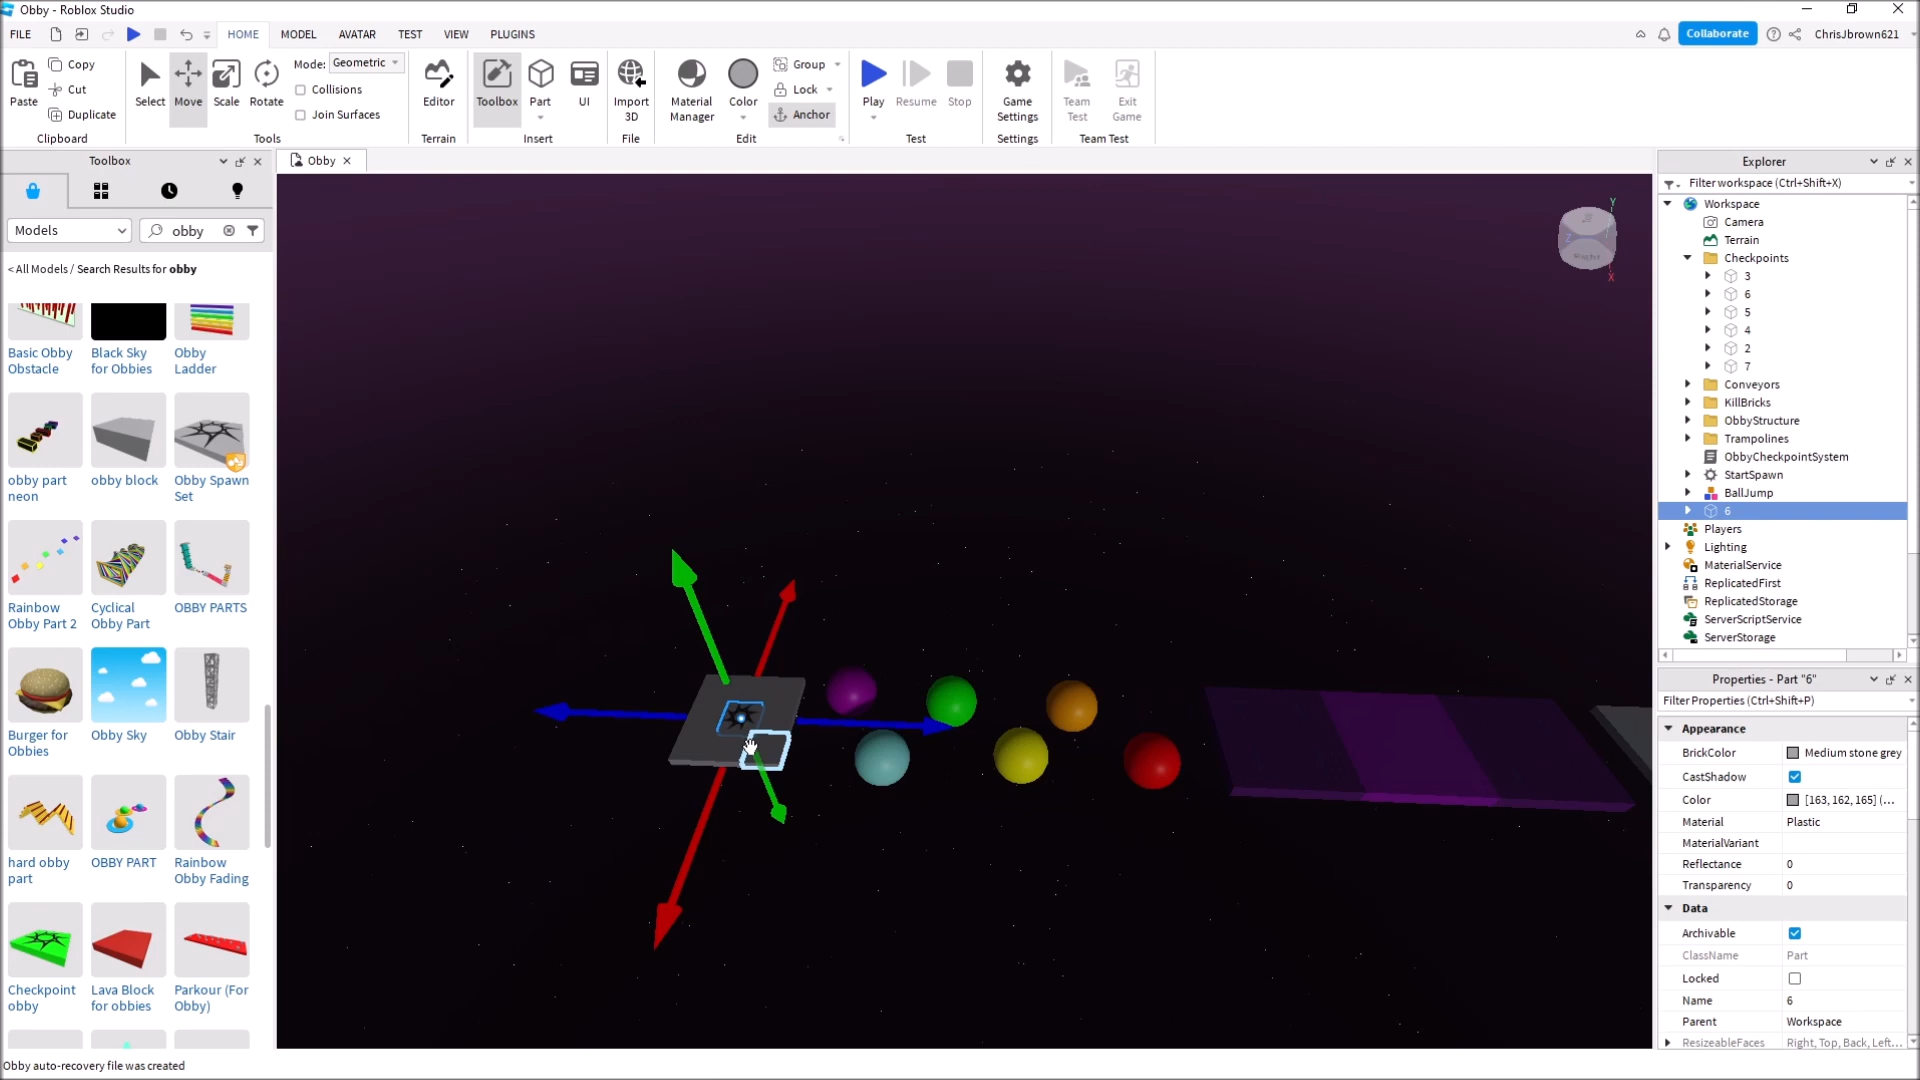 Obby - Roblox Studio
FILE
HOME
MODEL
AVATAR
TEST
VIEW
PLUGINS
Collaborate
ChrisJbrown621
Paste
Copy
Cut
Duplicate
Clipboard
Select
Move
Scale
Rotate
Mode: Geometric
Collisions
Join Surfaces
Tools
Editor
Terrain
Toolbox
Part
UI
Insert
Import
3D
File
Material
Manager
Color
Group
Lock
Anchor
Edit
Play
Resume
Stop
Test
Game
Settings
Settings
Team
Test
Exit
Game
Team Test
Toolbox
Models
obby
< All Models / Search Results for obby
Basic Obby
Obstacle
Black Sky
for Obbies
Obby
Ladder
obby part
neon
obby block
Obby Spawn
Set
Rainbow
Obby Part 2
Cyclical
Obby Part
OBBY PARTS
Burger for
Obbies
Obby Sky
Obby Stair
hard obby
part
OBBY PART
Rainbow
Obby Fading
Checkpoint
obby
Lava Block
for obbies
Parkour (For
Obby)
Obby auto-recovery file was created
Obby
Y
Z
Right
X
Explorer
Filter workspace (Ctrl+Shift+X)
Workspace
Camera
Terrain
Checkpoints
3
6
5
4
2
7
Conveyors
KillBricks
ObbyStructure
Trampolines
ObbyCheckpointSystem
StartSpawn
BallJump
6
Players
Lighting
MaterialService
ReplicatedFirst
ReplicatedStorage
ServerScriptService
ServerStorage
Properties - Part "6"
Filter Properties (Ctrl+Shift+P)
Appearance
BrickColor Medium stone grey
CastShadow
Color [163, 162, 165] (...
Material Plastic
MaterialVariant
Reflectance 0
Transparency 0
Data
Archivable
ClassName Part
Locked
Name 6
Parent Workspace
ResizeableFaces Right, Top, Back, Left...